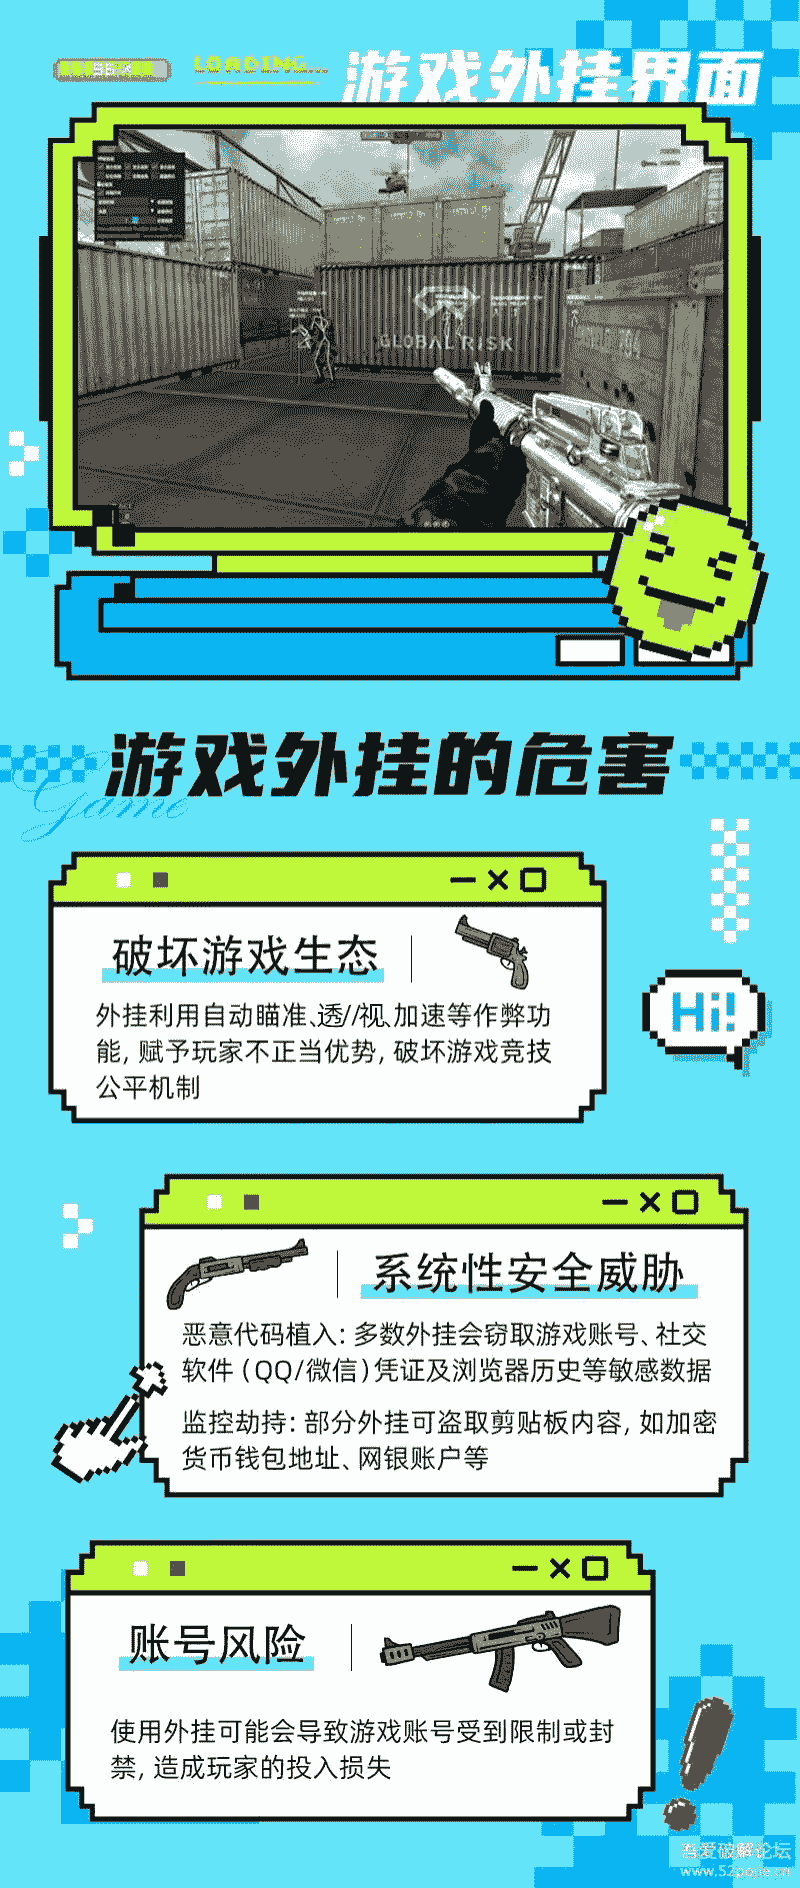 LOADING...
游戏外挂界面
GLOBAL RISK
游戏外挂的危害
Game
破坏游戏生态
外挂利用自动瞄准、透//视、加速等作弊功
能, 赋予玩家不正当优势, 破坏游戏竞技
公平机制
Hi!
系统性安全威胁
恶意代码植入: 多数外挂会窃取游戏账号、社交
软件 (QQ/微信) 凭证及浏览器历史等敏感数据
监控劫持: 部分外挂可盗取剪贴板内容, 如加密
货币钱包地址、网银账户等
账号风险
使用外挂可能会导致游戏账号受到限制或封
禁, 造成玩家的投入损失
吾爱破解论坛
www.52pojie.cn